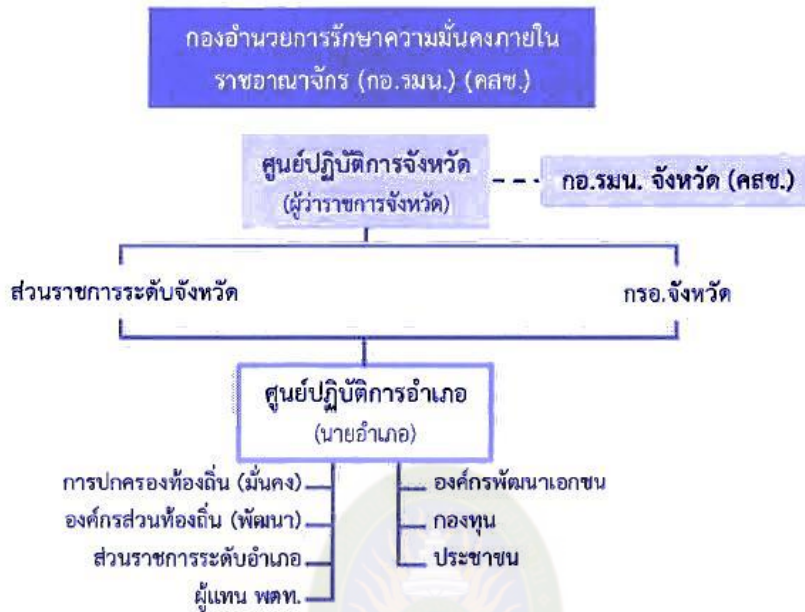 กองอำนวยการรักษาความมั่นคงภายใน
ราชอาณาจักร (กอ.รมน.) (คสช.)
ศูนย์ปฏิบัติการจังหวัด
(ผู้ว่าราชการจังหวัด)
กอ.รมน. จังหวัด (คสช.)
ส่วนราชการระดับจังหวัด
กรอ.จังหวัด
ศูนย์ปฏิบัติการอำเภอ
(นายอำเภอ)
การปกครองท้องถิ่น (มั่นคง)
องค์กรพัฒนาเอกชน
องค์กรส่วนท้องถิ่น (พัฒนา)
กองทุน
ส่วนราชการระดับอำเภอ
ประชาชน
ผู้แทน พตท.